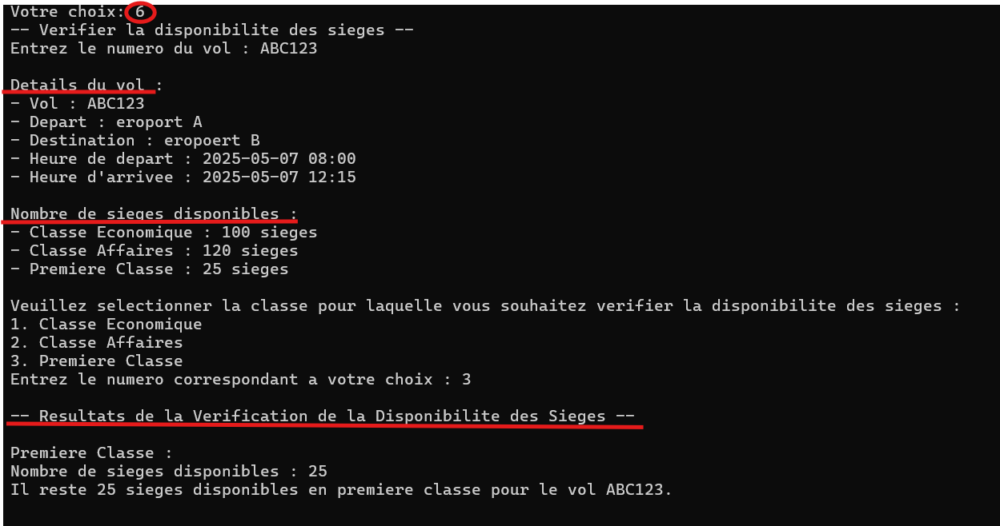 Votre choix: 6
-- Verifier la disponibilite des sieges --
Entrez le numero du vol : ABC123
Details du vol :
- Vol : ABC123
- Depart : eroport A
- Destination : eropoert B
- Heure de depart : 2025-05-07 08:00
- Heure d'arrivee : 2025-05-07 12:15
Nombre de sieges disponibles :
- Classe Economique : 100 sieges
- Classe Affaires : 120 sieges
- Premiere Classe : 25 sieges
Veuillez selectionner la classe pour laquelle vous souhaitez verifier la disponibilite des sieges :
1. Classe Economique
2. Classe Affaires
3. Premiere Classe
Entrez le numero correspondant a votre choix : 3
-- Resultats de la Verification de la Disponibilite des Sieges --
Premiere Classe :
Nombre de sieges disponibles : 25
Il reste 25 sieges disponibles en premiere classe pour le vol ABC123.